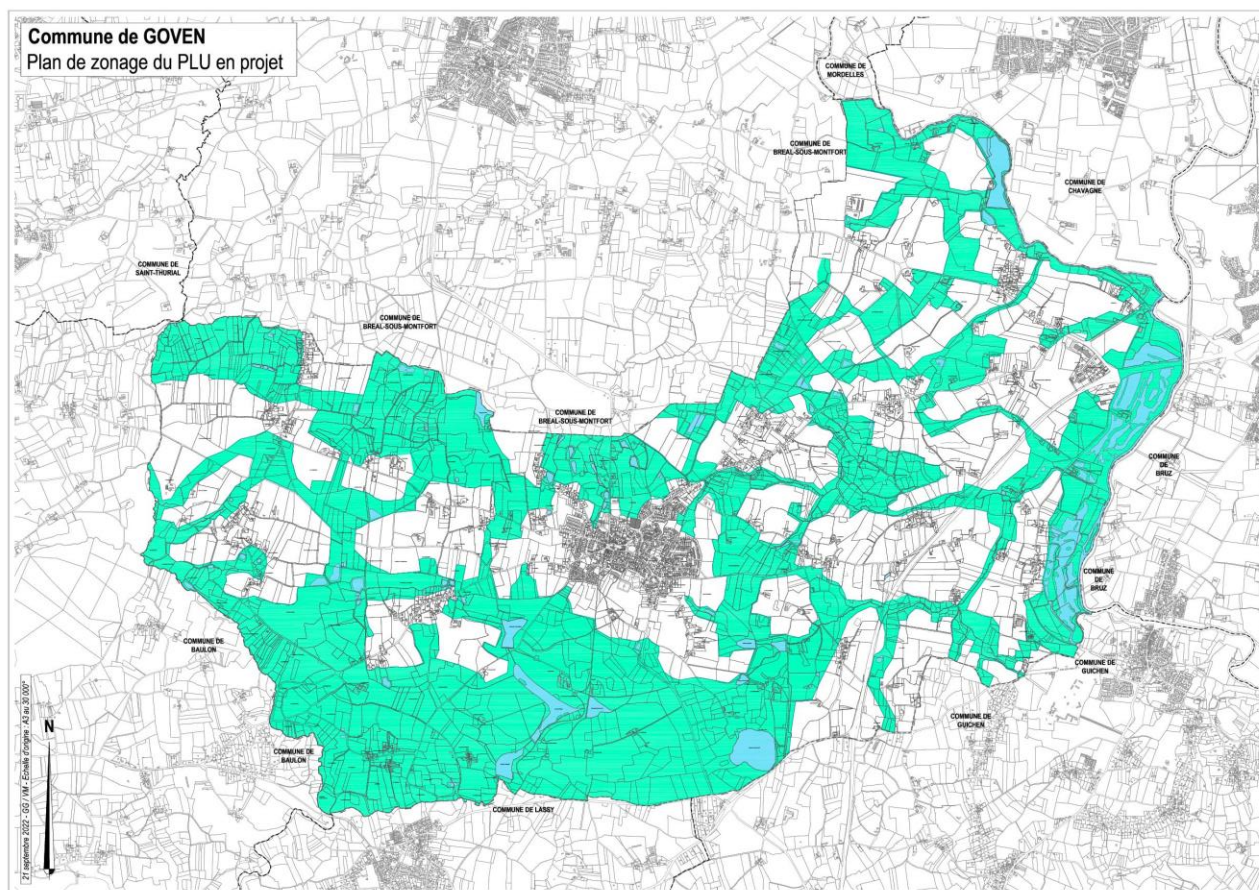 Commune de GOVEN
Plan de zonage du PLU en projet
COMMUNE DE
MORDELLES
COMMUNE DE
BREAL-SOUS-MONTFORT
COMMUNE DE
CHAVAGNE
COMMUNE DE
SAINT-THURIAL
COMMUNE DE
BREAL-SOUS-MONTFORT
COMMUNE DE
BREAL-SOUS-MONTFORT
COMMUNE
DE
BRUZ
COMMUNE
DE
BRUZ
COMMUNE DE
BAULON
COMMUNE DE
GUICHEN
COMMUNE DE
GUICHEN
COMMUNE DE
BAULON
COMMUNE DE LASSY
N
21 septembre 2022 - GG / VM - Echelle d'origine : A3 au 30 000°